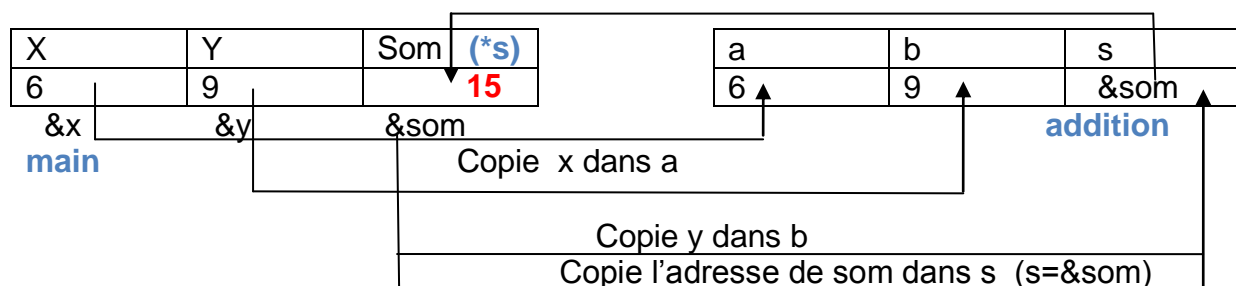 X Y Som (*s) a b s
6 9 15 6 9 &som
&x &y &som addition
main Copie x dans a
Copie y dans b
Copie l'adresse de som dans s (s=&som)